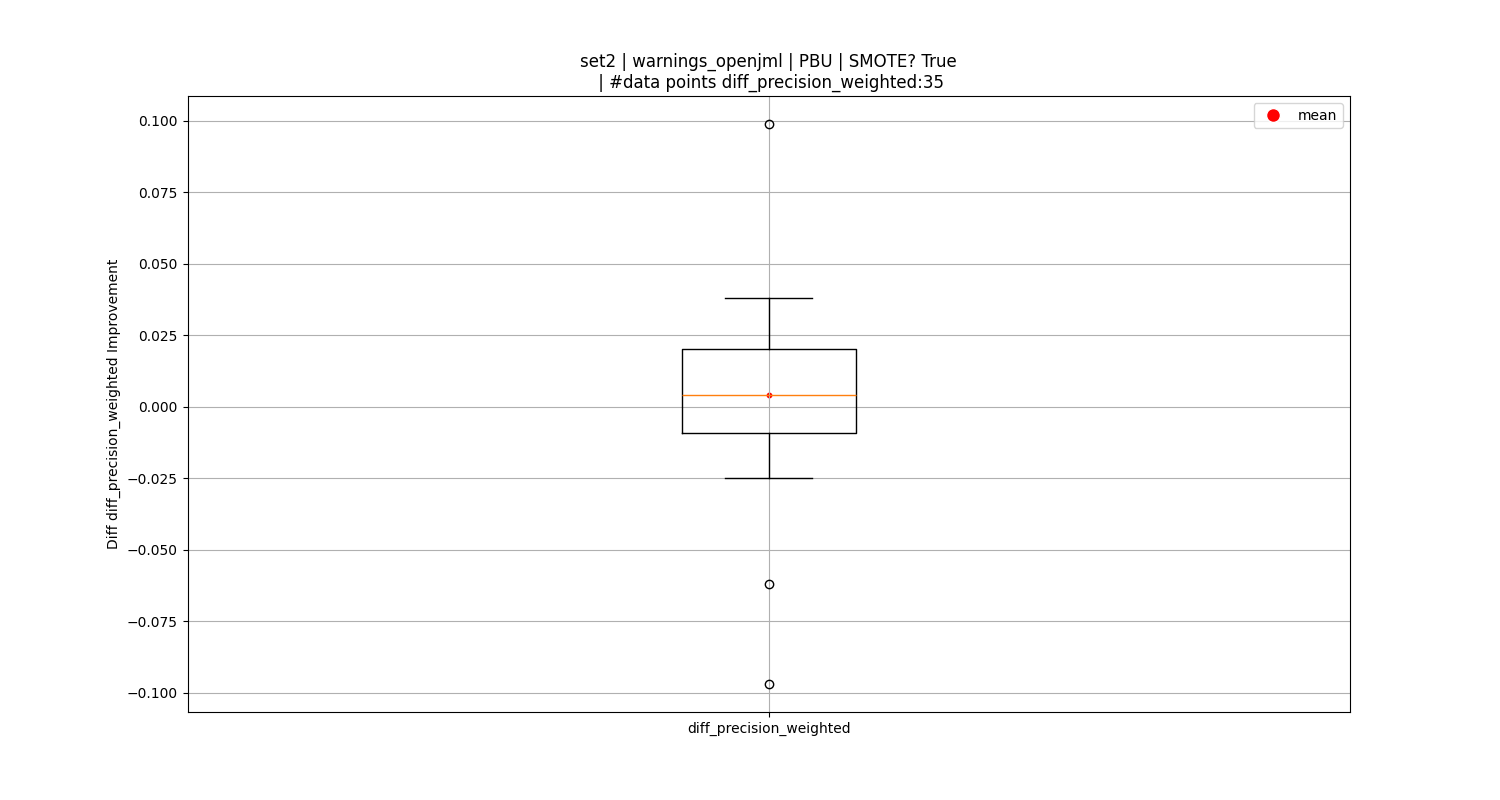 set2 | warnings_openjml | PBU | SMOTE? True
| #data points diff_precision_weighted:35
mean
0.100
0.075
0.050
0.025
0.000
−0.025
−0.050
−0.075
−0.100
Diff diff_precision_weighted Improvement
diff_precision_weighted